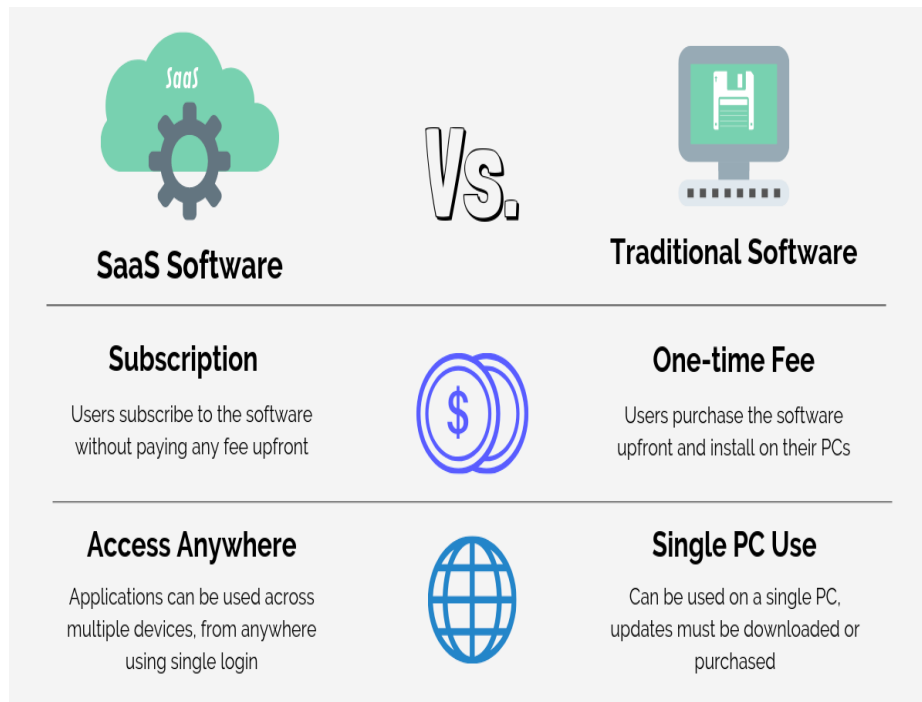 SaaS
Vs.
SaaS Software
Traditional Software
Subscription
Users subscribe to the software
without paying any fee upfront
$
One-time Fee
Users purchase the software
upfront and install on their PCs
Access Anywhere
Applications can be used across
multiple devices, from anywhere
using single login
Single PC Use
Can be used on a single PC,
updates must be downloaded or
purchased